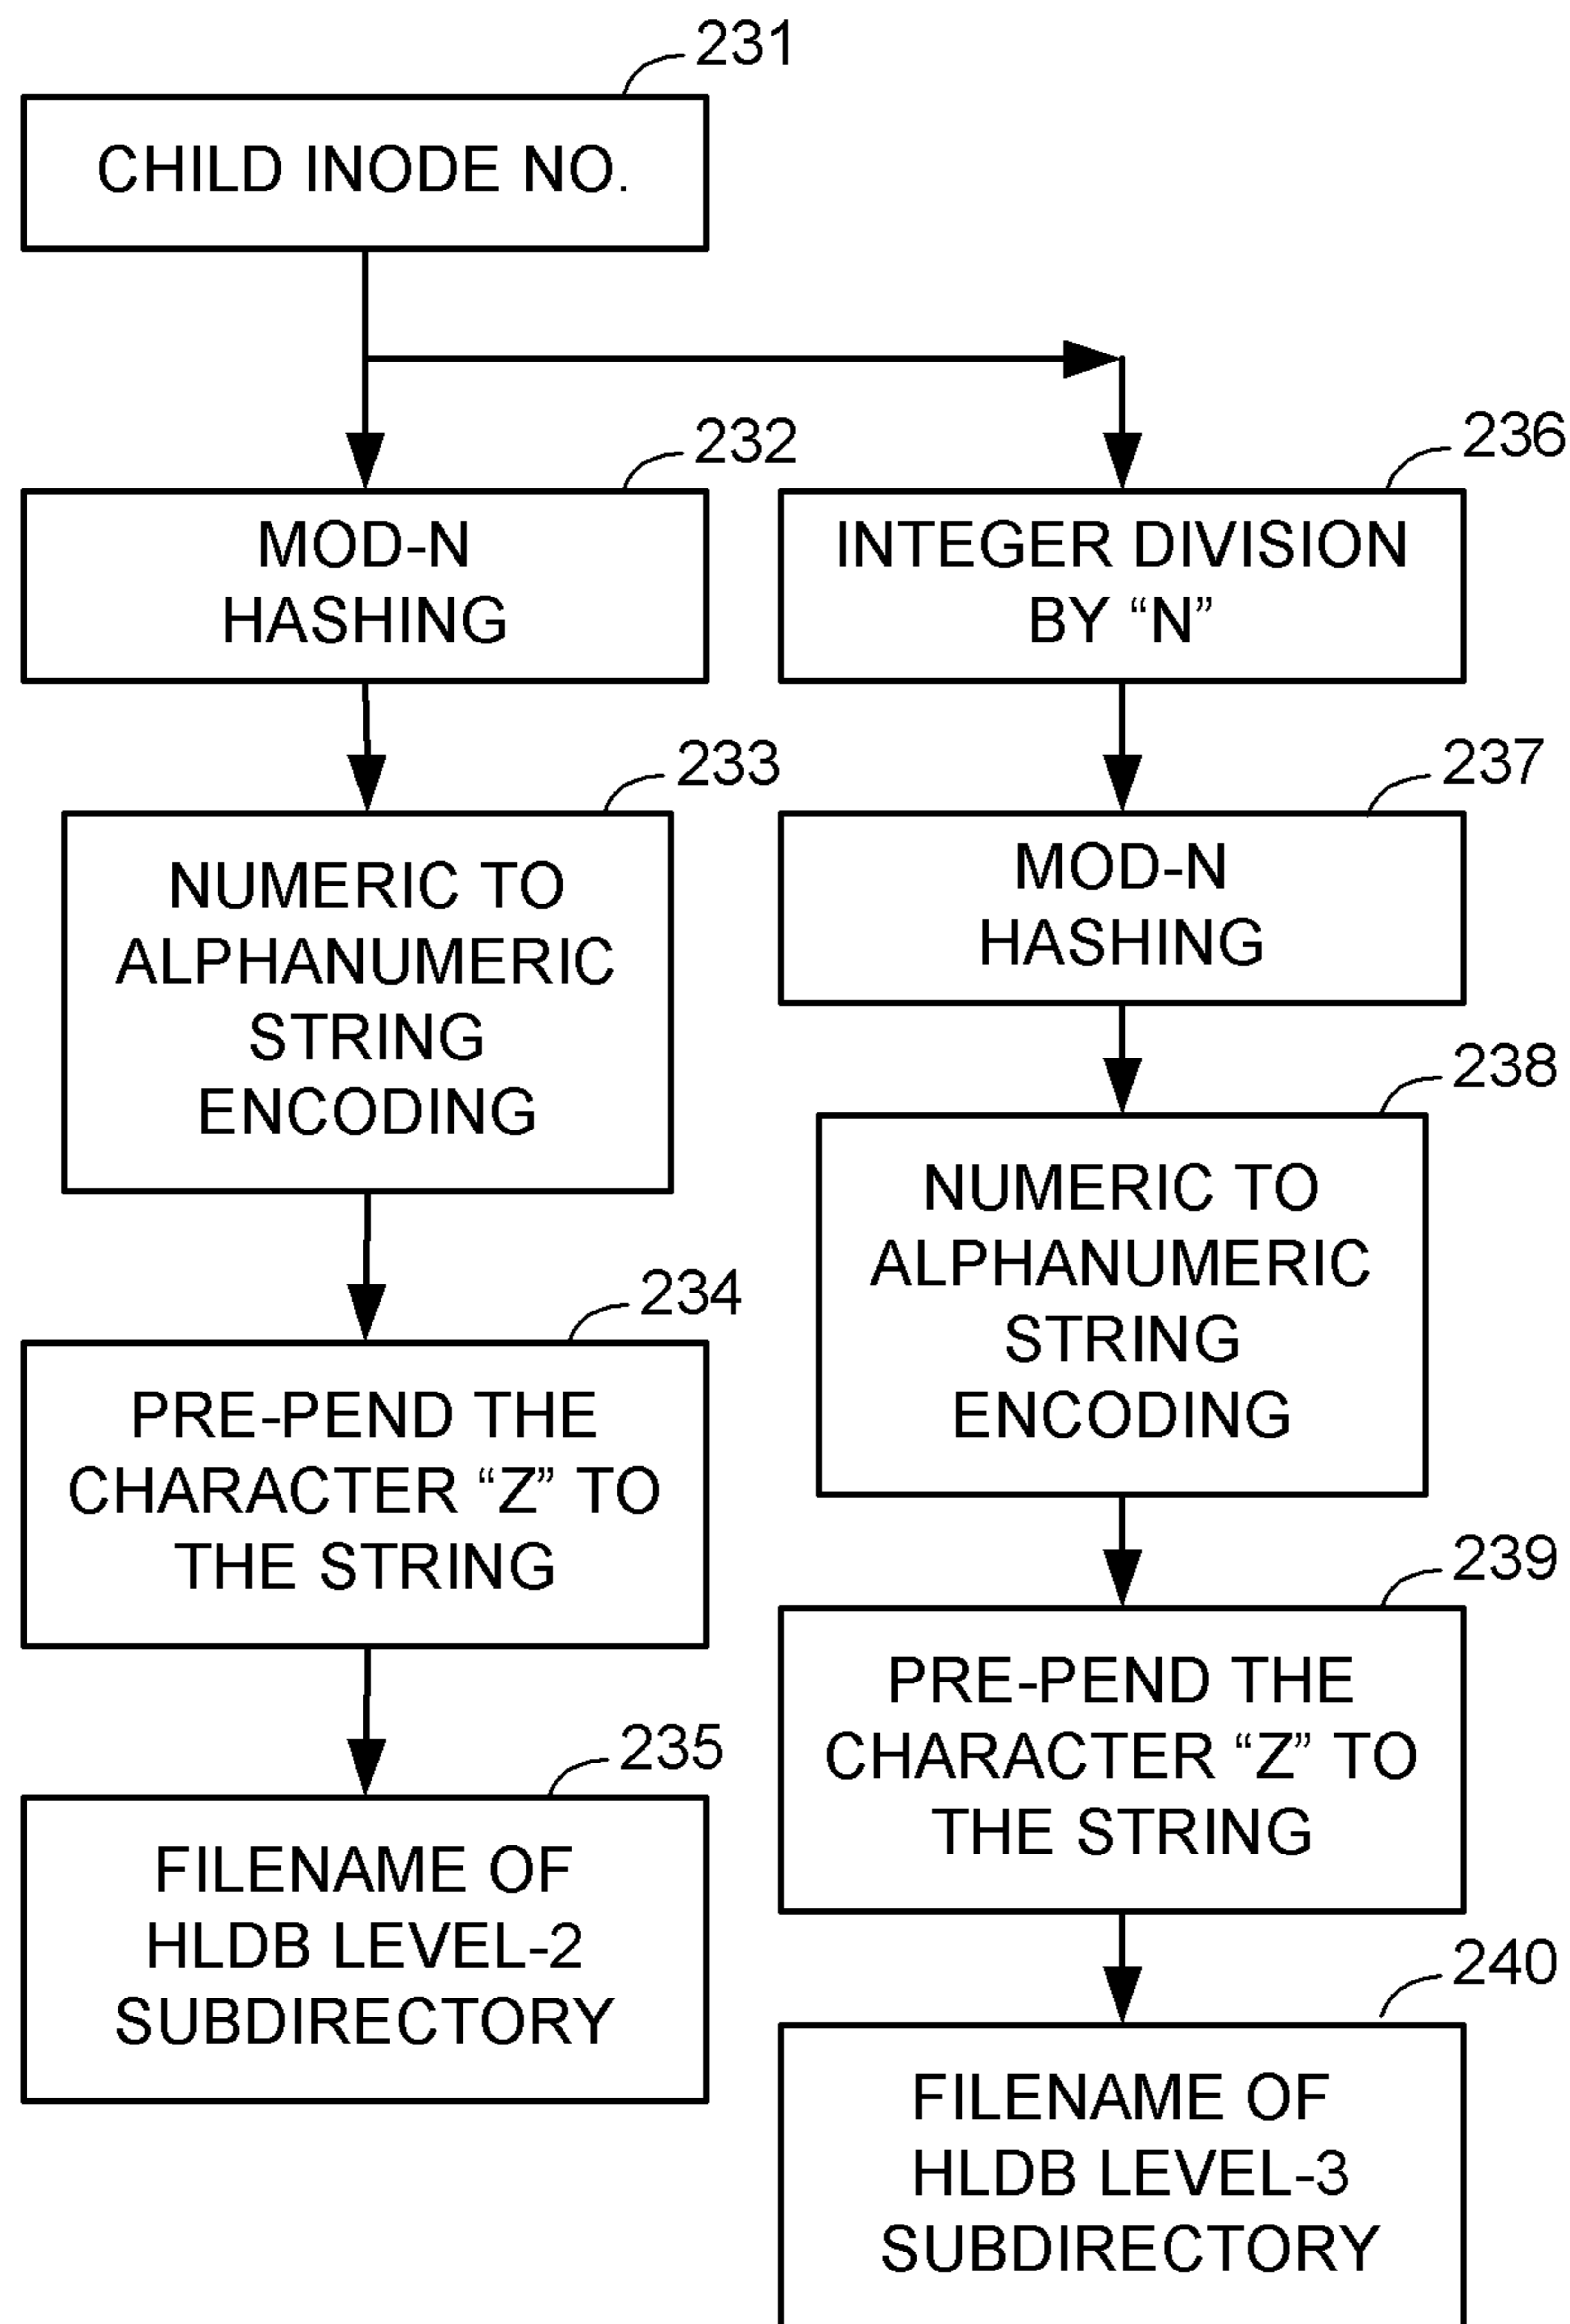 231
CHILD INODE NO.
232
MOD-N
HASHING
233
NUMERIC TO
ALPHANUMERIC
STRING
ENCODING
234
PRE-PEND THE
CHARACTER “Z” TO
THE STRING
235
FILENAME OF
HLDB LEVEL-2
SUBDIRECTORY
236
INTEGER DIVISION
BY “N”
237
MOD-N
HASHING
238
NUMERIC TO
ALPHANUMERIC
STRING
ENCODING
239
PRE-PEND THE
CHARACTER “Z” TO
THE STRING
240
FILENAME OF
HLDB LEVEL-3
SUBDIRECTORY